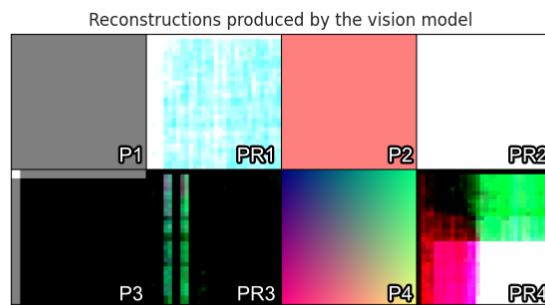 Reconstructions produced by the vision model
P1 PR1 P2 PR2
P3 PR3 P4 PR4